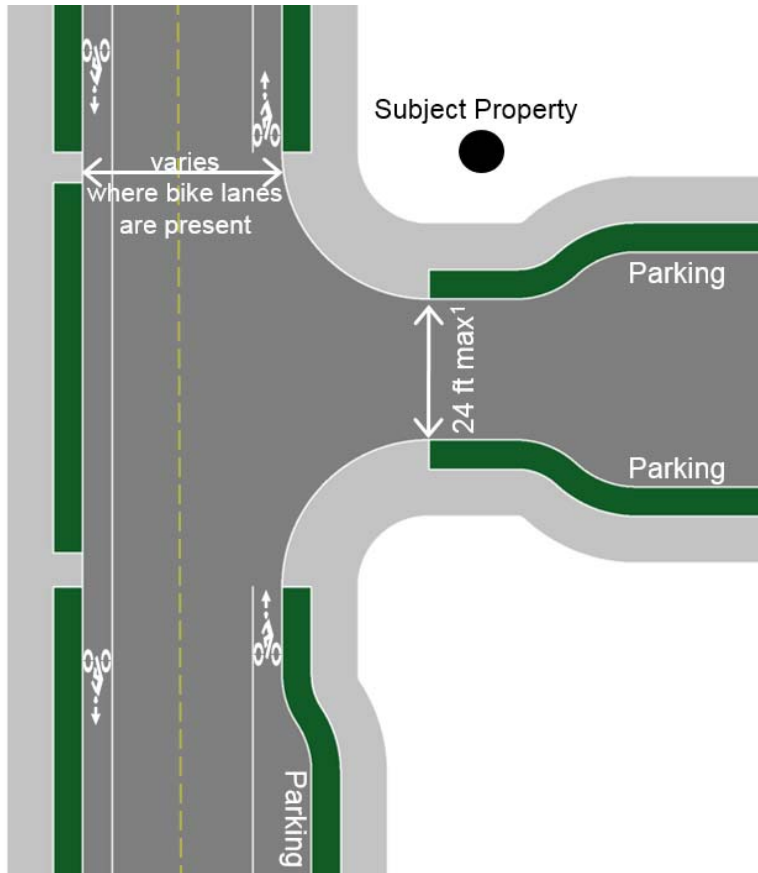 Subject Property
varies
where bike lanes
are present
Parking
24 ft max¹
Parking
Parking